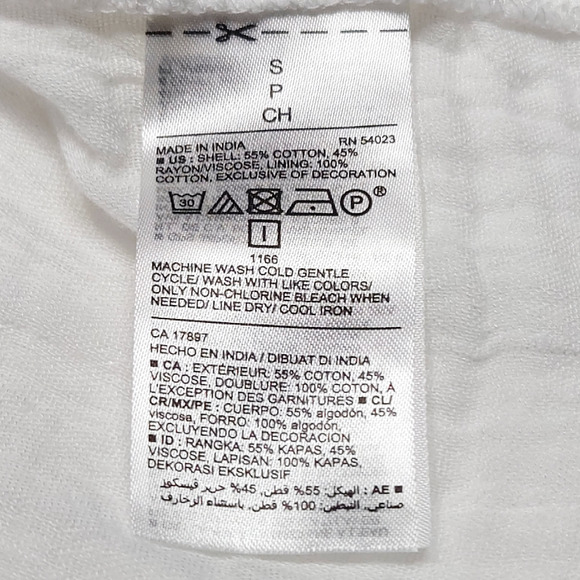 S
P
CH
MADE IN INDIA RN 54023
■ US : SHELL: 55% COTTON, 45%
RAYON/VISCOSE, LINING: 100%
COTTON, EXCLUSIVE OF DECORATION
30 P®
I
1166
MACHINE WASH COLD GENTLE
CYCLE/ WASH WITH LIKE COLORS/
ONLY NON-CHLORINE BLEACH WHEN
NEEDED/ LINE DRY/ COOL IRON
CA 17897
HECHO EN INDIA / DIBUAT DI INDIA
■ CA : EXTÉRIEUR: 55% COTON, 45%
VISCOSE, DOUBLURE: 100% COTON, À
L'EXCEPTION DES GARNITURES ■ CL/
CR/MX/PE : CUERPO: 55% algodón, 45%
viscosa, FORRO: 100% algodón,
EXCLUYENDO LA DECORACIÓN
■ ID : RANGKA: 55% KAPAS, 45%
VISCOSE, LAPISAN: 100% KAPAS,
DEKORASI EKSKLUSIF
■ AE : الهيكل: 55% قطن, 45% حرير فيسكوز
صناعي, التبطين: 100% قطن, باستثناء الزخارف